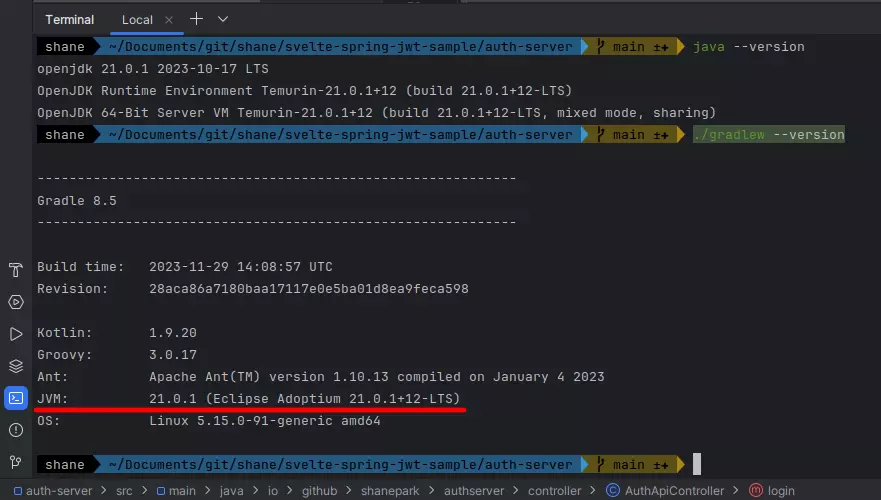 Terminal Local
shane ~/Documents/git/shane/svelte-spring-jwt-sample/auth-server main ±✚ java --version
openjdk 21.0.1 2023-10-17 LTS
OpenJDK Runtime Environment Temurin-21.0.1+12 (build 21.0.1+12-LTS)
OpenJDK 64-Bit Server VM Temurin-21.0.1+12 (build 21.0.1+12-LTS, mixed mode, sharing)
shane ~/Documents/git/shane/svelte-spring-jwt-sample/auth-server main ±✚ ./gradlew --version
------------------------------------------------------------
Gradle 8.5
------------------------------------------------------------
Build time: 2023-11-29 14:08:57 UTC
Revision: 28aca86a7180baa17117e0e5ba01d8ea9feca598
Kotlin: 1.9.20
Groovy: 3.0.17
Ant: Apache Ant(TM) version 1.10.13 compiled on January 4 2023
JVM: 21.0.1 (Eclipse Adoptium 21.0.1+12-LTS)
OS: Linux 5.15.0-91-generic amd64
shane ~/Documents/git/shane/svelte-spring-jwt-sample/auth-server main ±✚
auth-server > src > main > java > io > github > shanepark > authserver > controller > AuthApiController > login